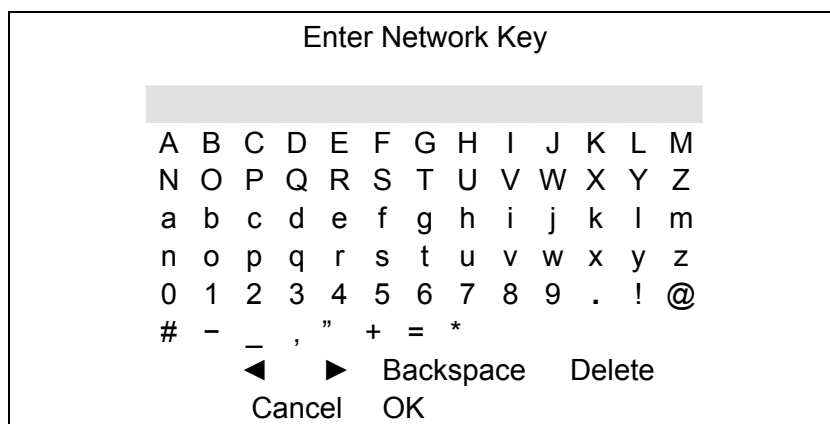 Enter Network Key
A B C D E F G H I J K L M
N O P Q R S T U V W X Y Z
a b c d e f g h i j k l m
n o p q r s t u v w x y z
0 1 2 3 4 5 6 7 8 9 . ! @
# − _ , ” + = *
◄ ► Backspace Delete
Cancel OK